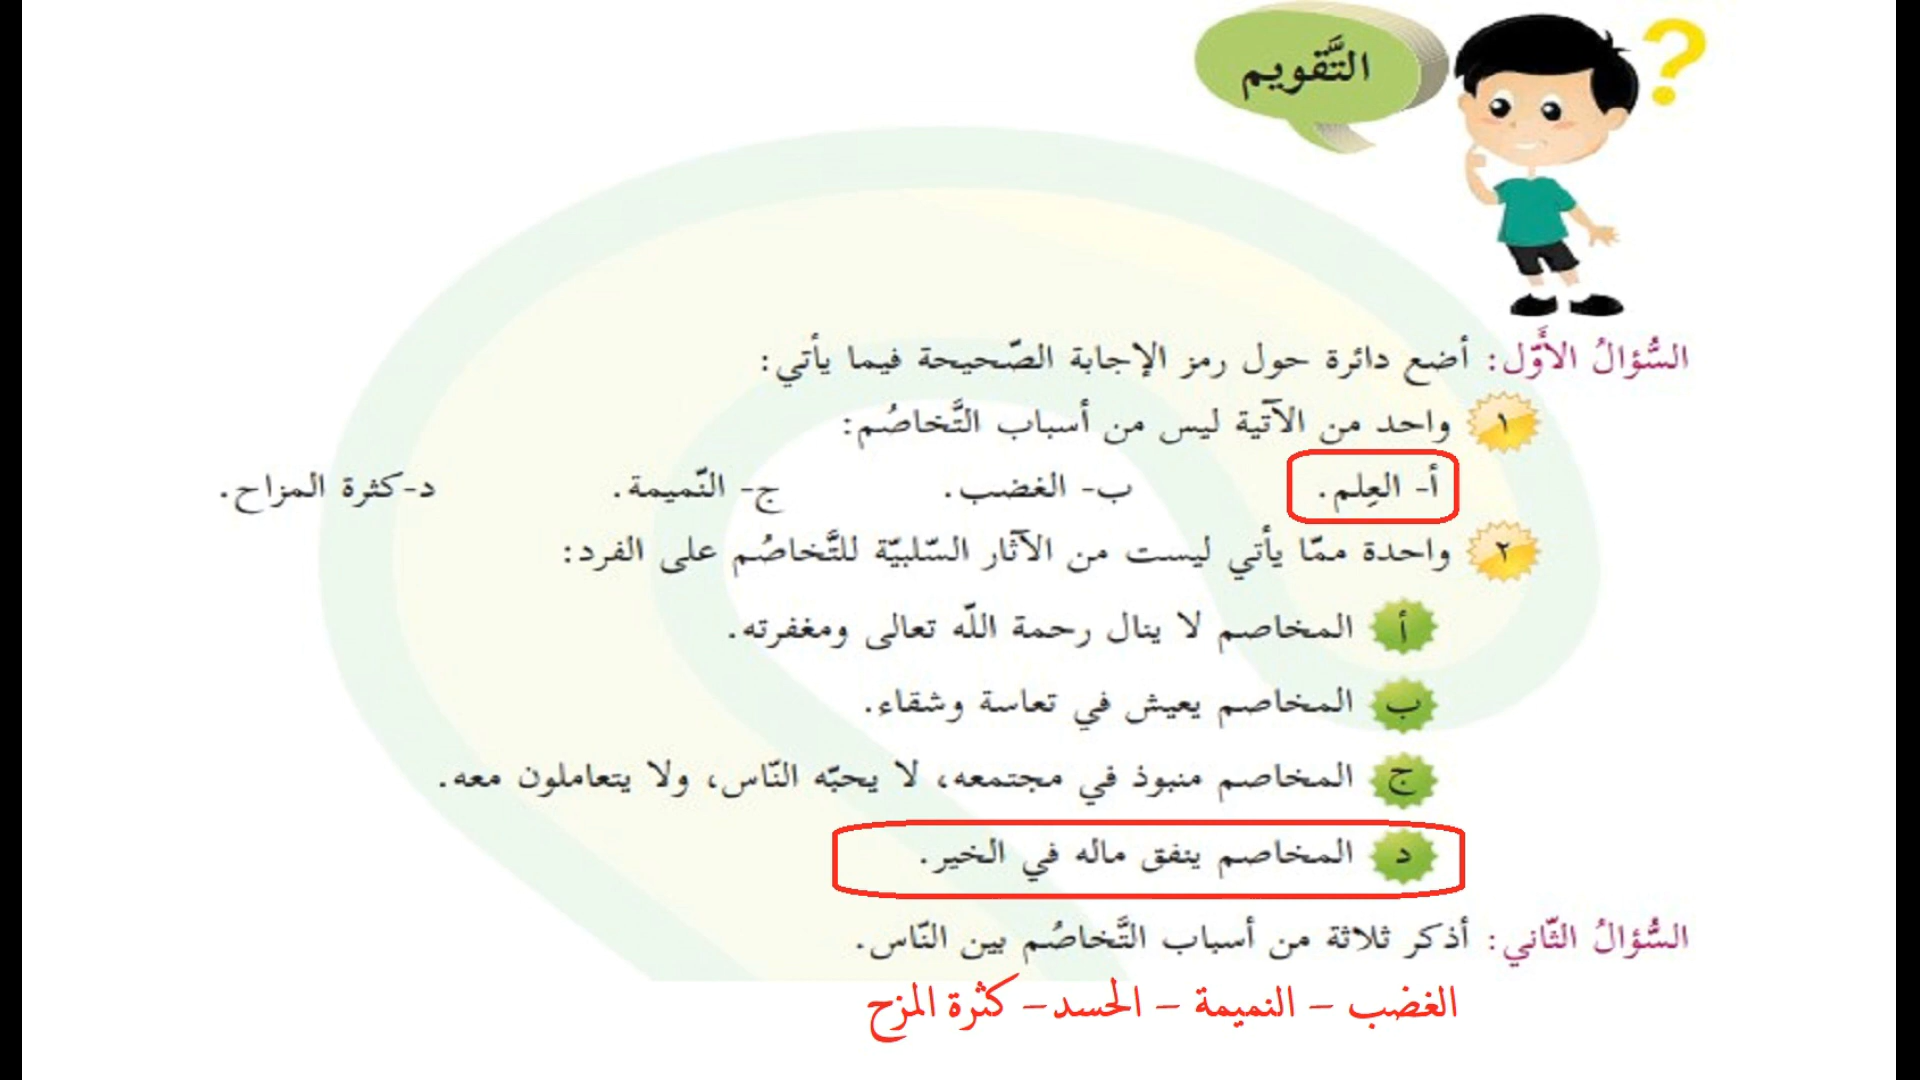 التَّقويم
?
السُّؤالُ الأَوّل: أضع دائرة حول رمز الإجابة الصّحيحة فيما يأتي:
١ واحد من الآتية ليس من أسباب التَّخاصُم:
أ- العِلم. ب- الغضب. ج- النّميمة. د-كثرة المزاح.
٢ واحدة ممّا يأتي ليست من الآثار السّلبيّة للتَّخاصُم على الفرد:
أ المخاصم لا ينال رحمة اللّه تعالى ومغفرته.
ب المخاصم يعيش في تعاسة وشقاء.
ج المخاصم منبوذ في مجتمعه، لا يحبّه النّاس، ولا يتعاملون معه.
د المخاصم ينفق ماله في الخير.
السُّؤالُ الثّاني: أذكر ثلاثة من أسباب التَّخاصُم بين النّاس.
الغضب – النميمة – الحسد– كثرة المزح